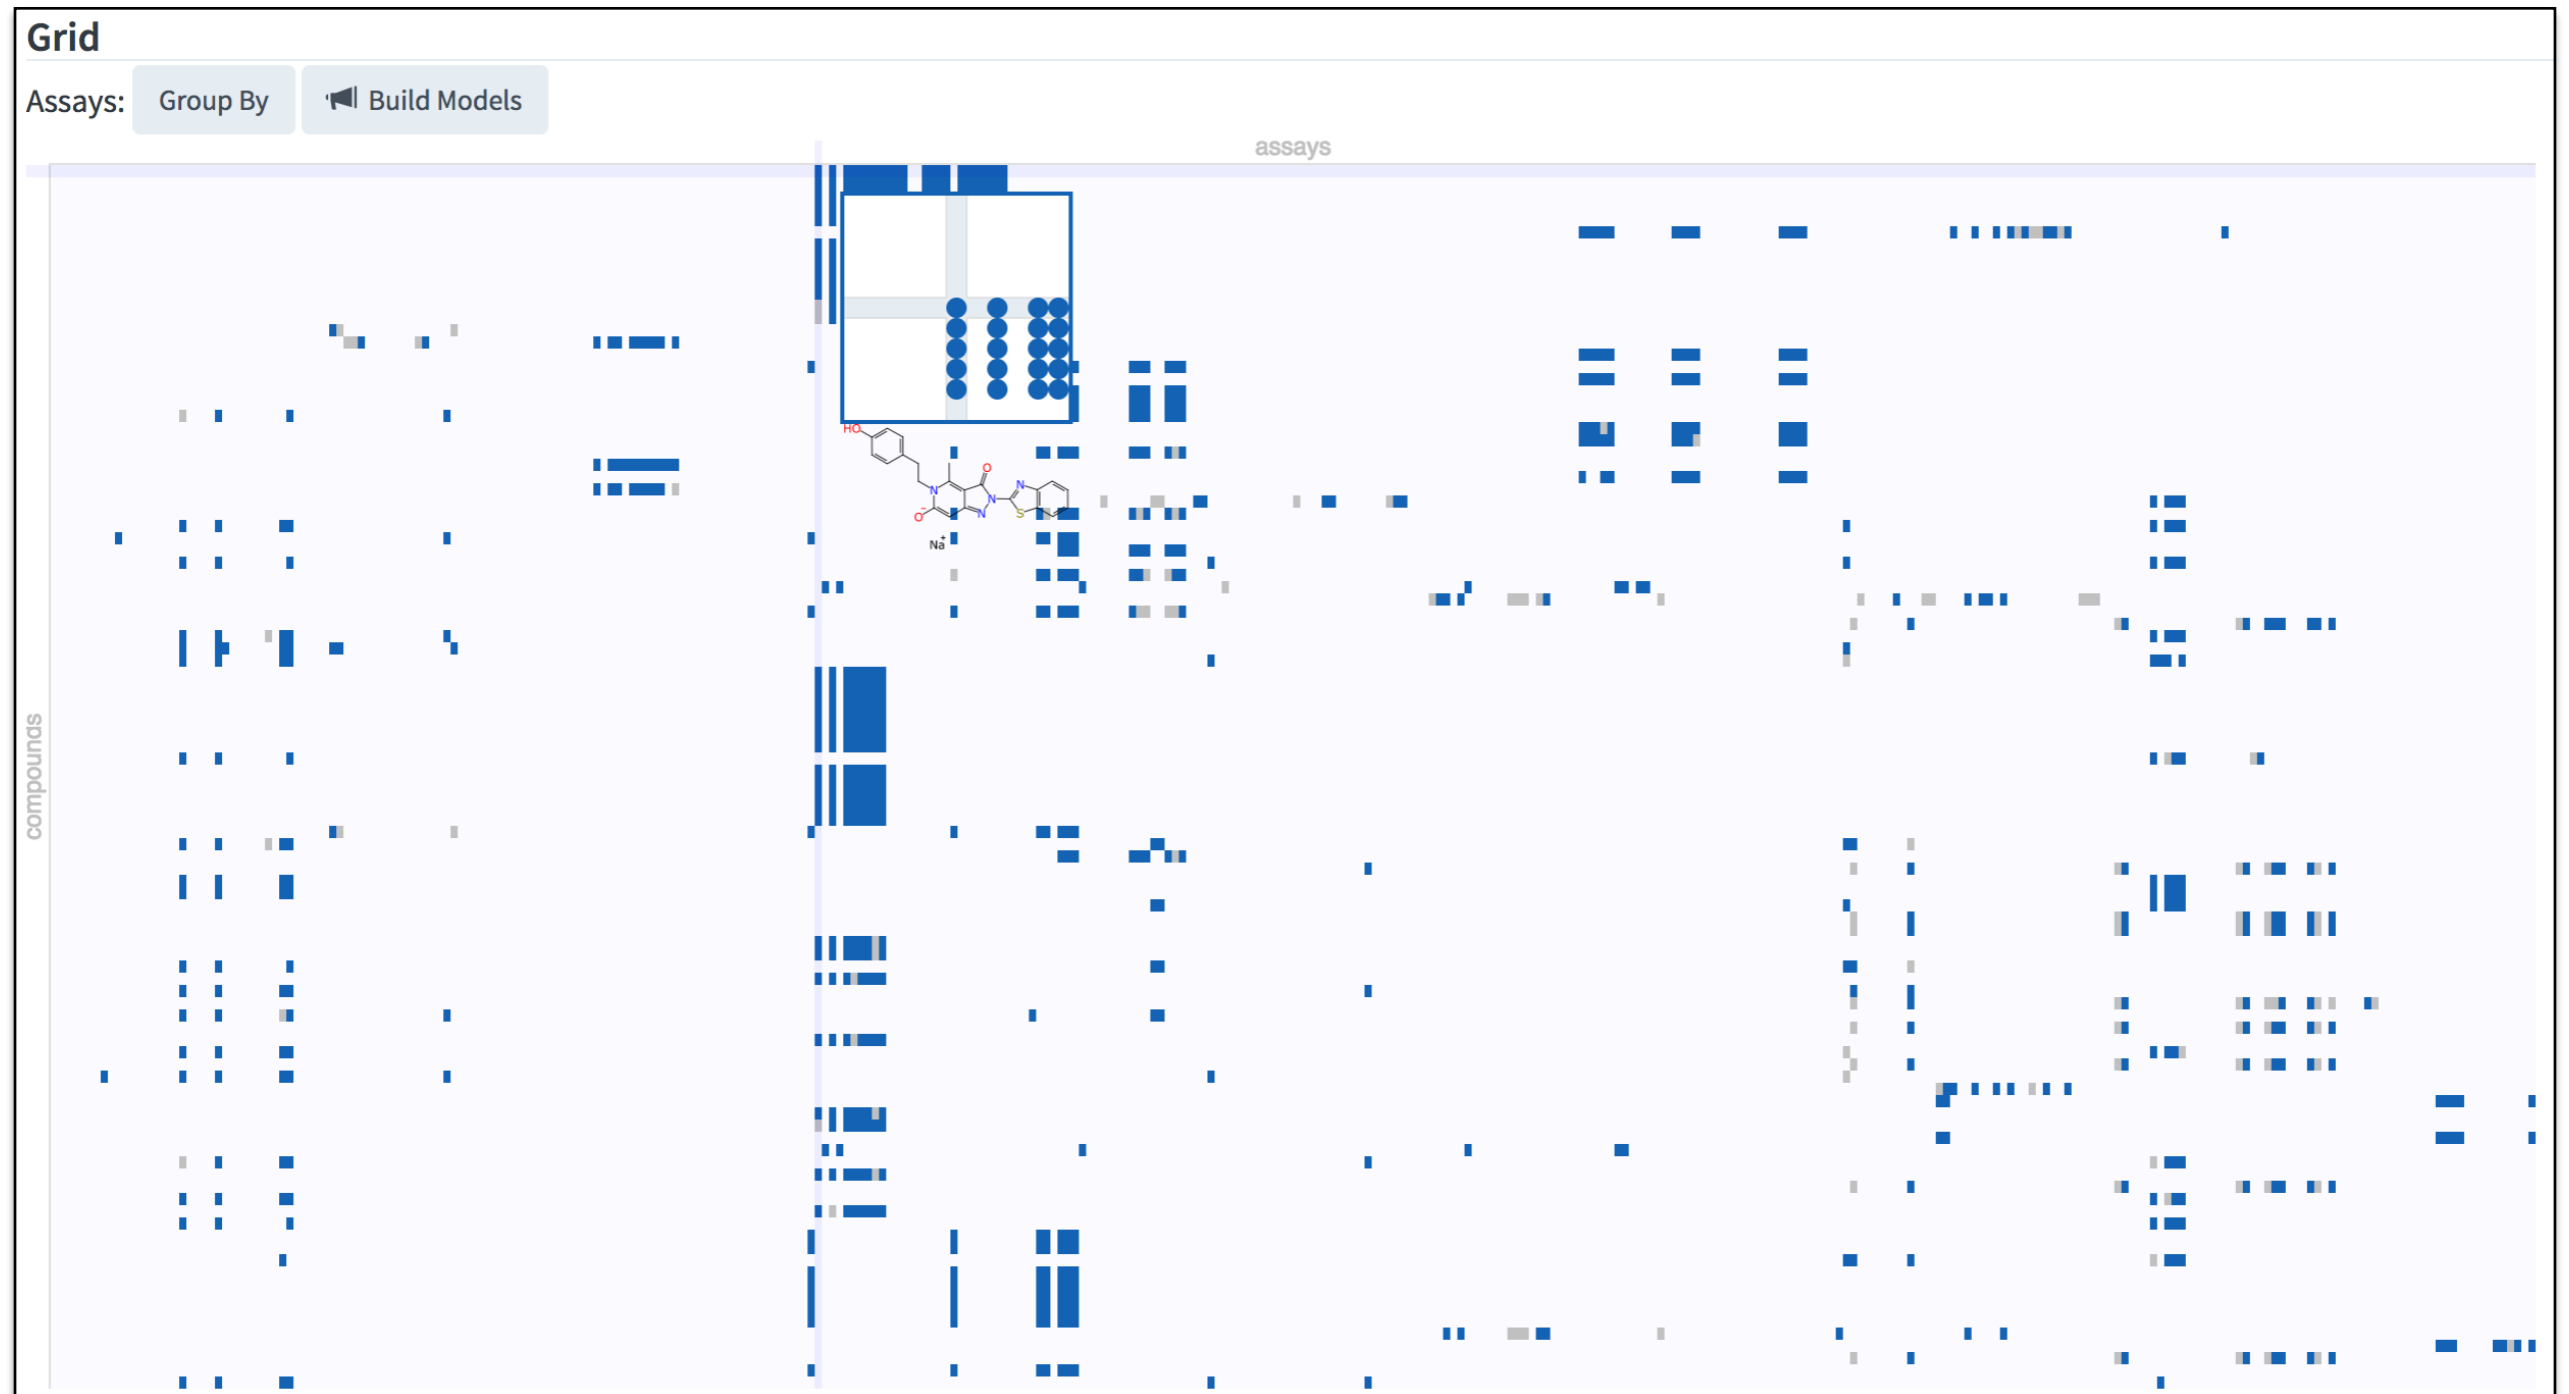 Grid
Assays: Group By Build Models
assays
compounds
HO
O
N
N
N
O⁻
N
S
Na⁺